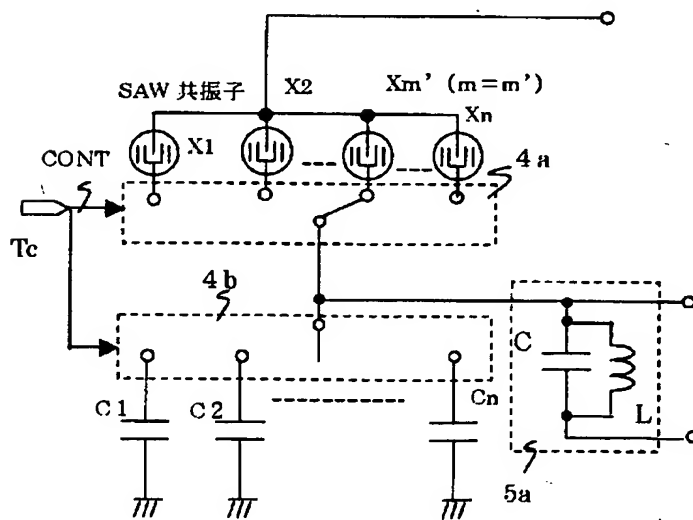 SAW 共振子
X2
Xm' (m=m')
Xn
X1
CONT
4a
Tc
4b
C
L
C1
C2
Cn
5a